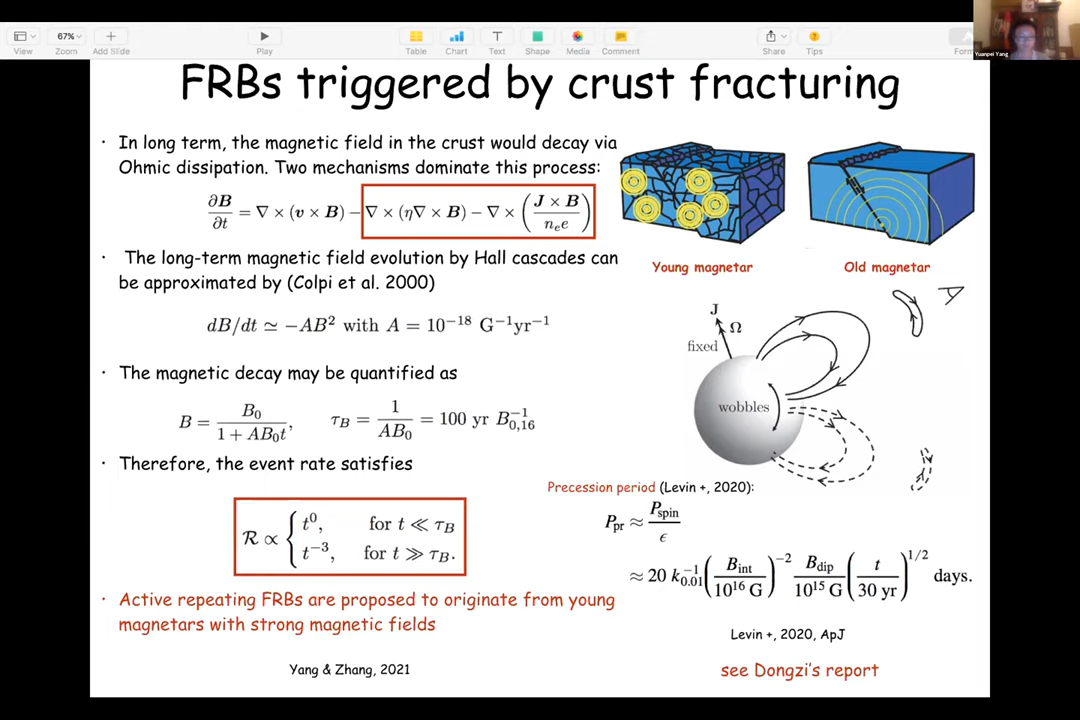 View
67%
Zoom
Add Slide
Play
Table
Chart
Text
Shape
Media
Comment
Share
Tips
Yuanpei Yang
FRBs triggered by crust fracturing
· In long term, the magnetic field in the crust would decay via
Ohmic dissipation. Two mechanisms dominate this process:
∂B/∂t = ∇ × (v × B) − ∇ × (η∇ × B) − ∇ × (J × B / nₑe)
· The long-term magnetic field evolution by Hall cascades can
be approximated by (Colpi et al. 2000)
dB/dt ≃ −AB² with A = 10⁻¹⁸ G⁻¹yr⁻¹
· The magnetic decay may be quantified as
B = B₀ / (1 + AB₀t), τ_B = 1 / AB₀ = 100 yr B₀,₁₆⁻¹
· Therefore, the event rate satisfies
R ∝ { t⁰, for t ≪ τ_B
t⁻³, for t ≫ τ_B.
· Active repeating FRBs are proposed to originate from young
magnetars with strong magnetic fields
Yang & Zhang, 2021
Young magnetar
Old magnetar
J
Ω
fixed
wobbles
Precession period (Levin +, 2020):
P_pr ≈ P_spin / ϵ
≈ 20 k₀.₀₁⁻¹ (B_int / 10¹⁶ G)⁻² B_dip / 10¹⁵ G (t / 30 yr)^1/2 days.
Levin +, 2020, ApJ
see Dongzi's report